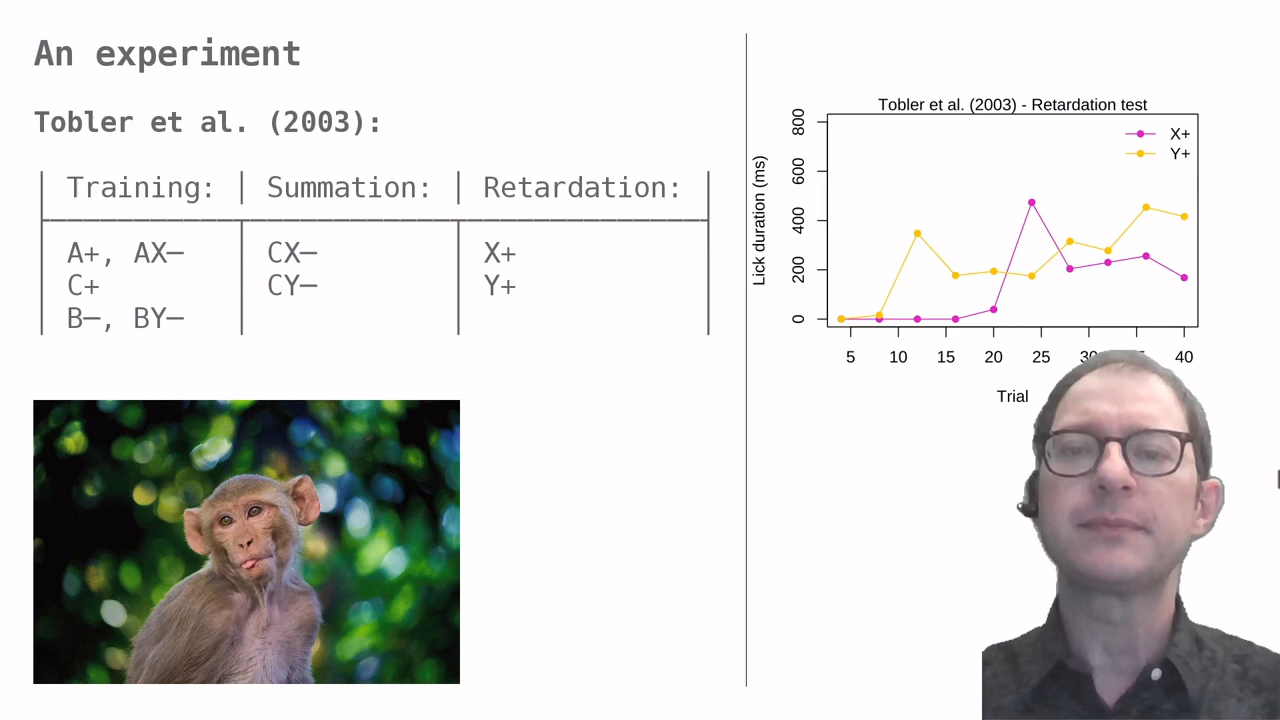 An experiment
Tobler et al. (2003):
Training: Summation: Retardation:
A+, AX− CX− X+
C+ CY− Y+
B−, BY−
Tobler et al. (2003) - Retardation test
X+
Y+
Lick duration (ms)
800
600
400
200
0
5 10 15 20 25 40
Trial